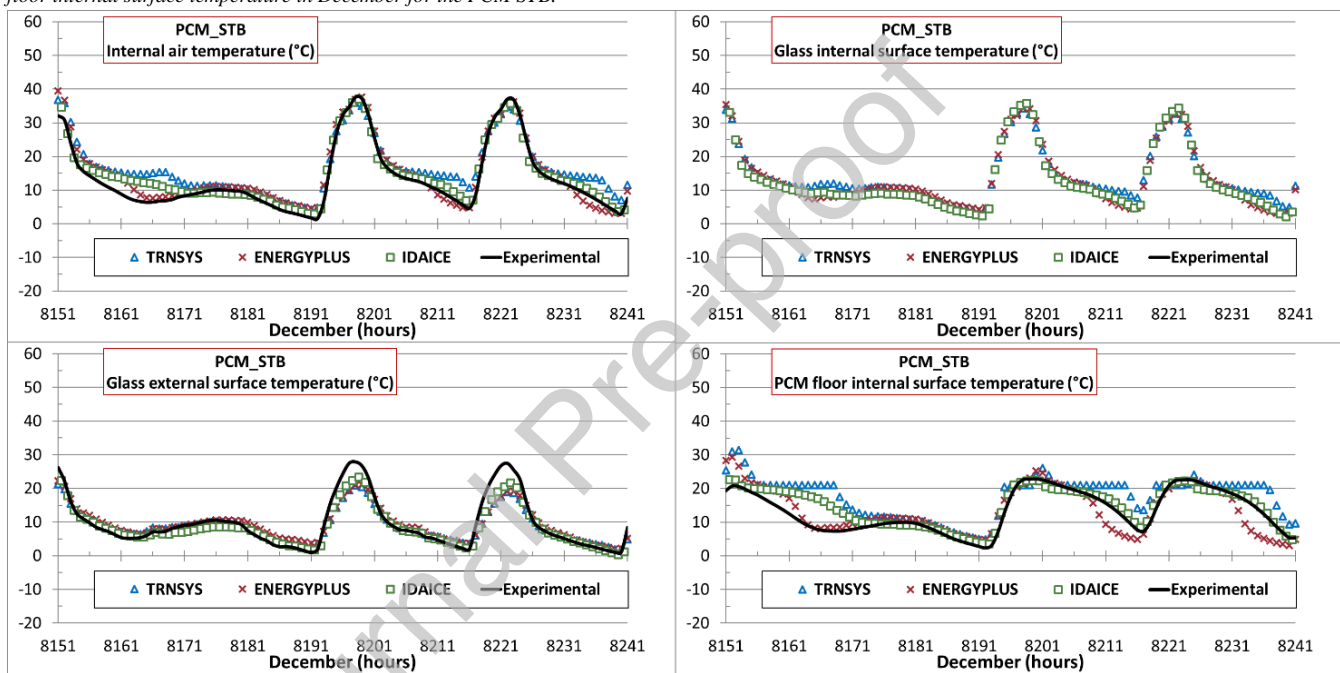 floor internal surface temperature in December for the PCM STB.
PCM_STB
Internal air temperature (°C)
60
50
40
30
20
10
0
-10
-20
TRNSYS ENERGYPLUS IDAICE Experimental
8151 8161 8171 8181 8191 8201 8211 8221 8231 8241
December (hours)
PCM_STB
Glass internal surface temperature (°C)
60
50
40
30
20
10
0
-10
-20
TRNSYS ENERGYPLUS IDAICE Experimental
8151 8161 8171 8181 8191 8201 8211 8221 8231 8241
December (hours)
PCM_STB
Glass external surface temperature (°C)
60
50
40
30
20
10
0
-10
-20
TRNSYS ENERGYPLUS IDAICE Experimental
8151 8161 8171 8181 8191 8201 8211 8221 8231 8241
December (hours)
PCM_STB
PCM floor internal surface temperature (°C)
60
50
40
30
20
10
0
-10
-20
TRNSYS ENERGYPLUS IDAICE Experimental
8151 8161 8171 8181 8191 8201 8211 8221 8231 8241
December (hours)
rnal Pre-proof